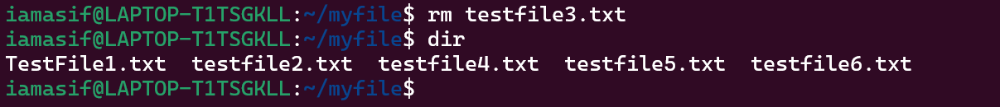 iamasif@LAPTOP-T1TSGKLL:~/myfile$ rm testfile3.txt
iamasif@LAPTOP-T1TSGKLL:~/myfile$ dir
TestFile1.txt  testfile2.txt  testfile4.txt  testfile5.txt  testfile6.txt
iamasif@LAPTOP-T1TSGKLL:~/myfile$